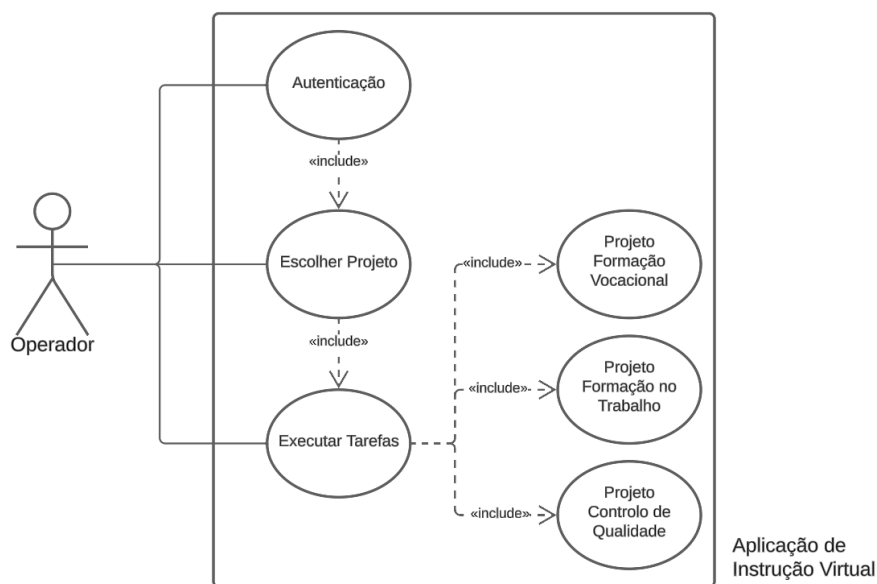 Autenticação
«include»
Escolher Projeto
«include»
Executar Tarefas
Operador
«include»
Projeto
Formação
Vocacional
«include»
Projeto
Formação no
Trabalho
«include»
Projeto
Controlo de
Qualidade
Aplicação de
Instrução Virtual